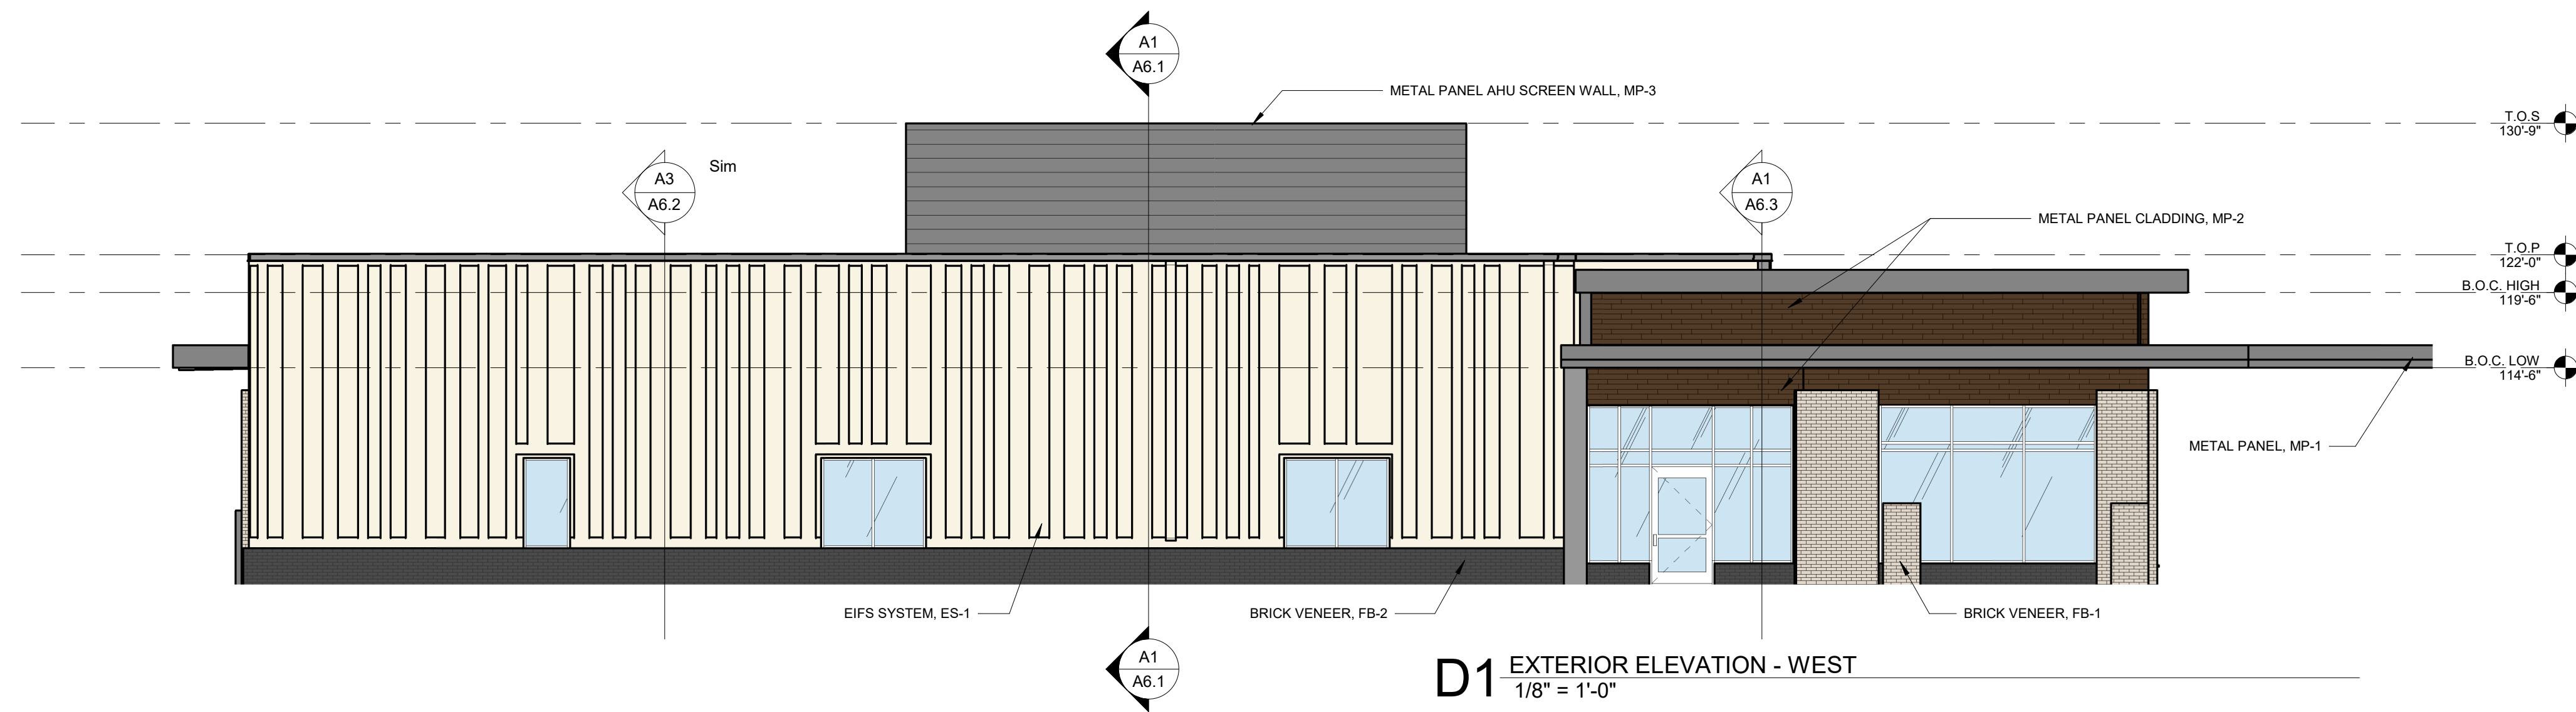 A1
A6.1
METAL PANEL AHU SCREEN WALL, MP-3
T.O.S
130'-9"
Sim
A3
A6.2
A1
A6.3
METAL PANEL CLADDING, MP-2
T.O.P
122'-0"
B.O.C. HIGH
119'-6"
B.O.C. LOW
114'-6"
METAL PANEL, MP-1
EIFS SYSTEM, ES-1
BRICK VENEER, FB-2
BRICK VENEER, FB-1
A1
A6.1
D1 EXTERIOR ELEVATION - WEST
1/8" = 1'-0"